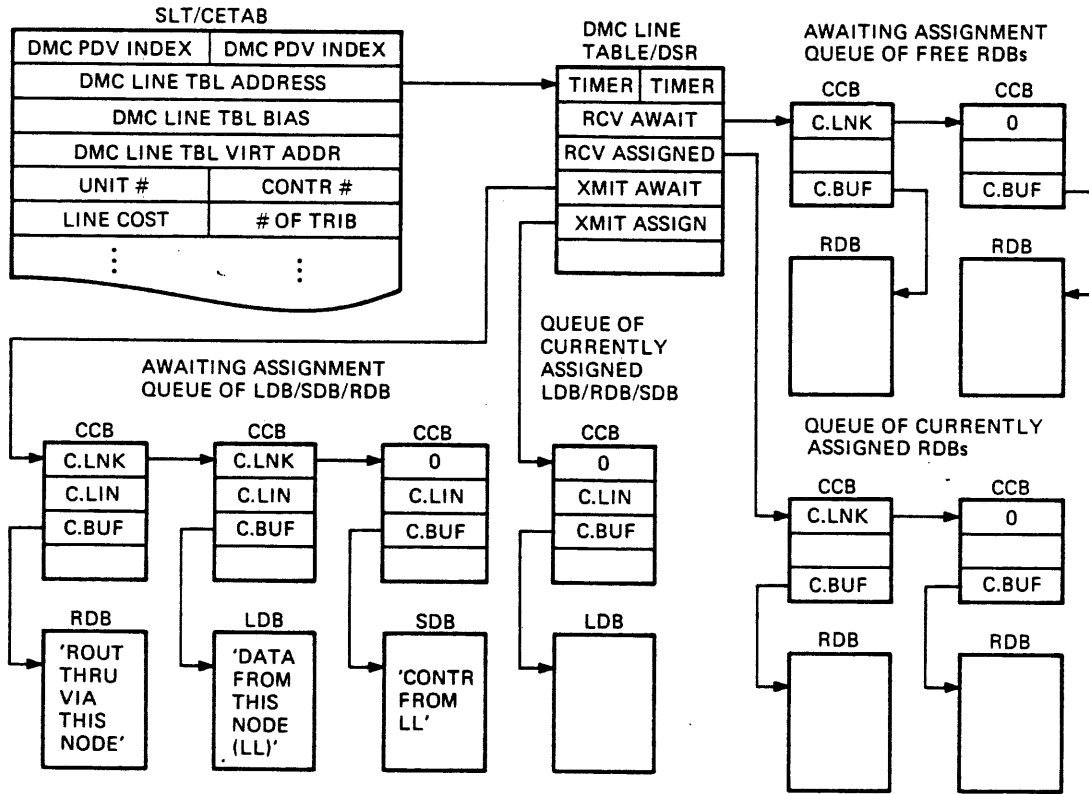 SLT/CETAB
DMC PDV INDEX DMC PDV INDEX
DMC LINE TBL ADDRESS
DMC LINE TBL BIAS
DMC LINE TBL VIRT ADDR
UNIT # CONTR #
LINE COST # OF TRIB
DMC LINE
TABLE/DSR
TIMER TIMER
RCV AWAIT
RCV ASSIGNED
XMIT AWAIT
XMIT ASSIGN
AWAITING ASSIGNMENT
QUEUE OF FREE RDBs
CCB CCB
C.LNK 0
C.BUF C.BUF
RDB RDB
AWAITING ASSIGNMENT
QUEUE OF LDB/SDB/RDB
CCB CCB CCB
C.LNK C.LNK 0
C.LIN C.LIN C.LIN
C.BUF C.BUF C.BUF
RDB LDB SDB
'ROUT
THRU
VIA
THIS
NODE'
'DATA
FROM
THIS
NODE
(LL)'
'CONTR
FROM
LL'
QUEUE OF
CURRENTLY
ASSIGNED
LDB/RDB/SDB
CCB
0
C.LIN
C.BUF
LDB
QUEUE OF CURRENTLY
ASSIGNED RDBs
CCB CCB
C.LNK 0
C.BUF C.BUF
RDB RDB